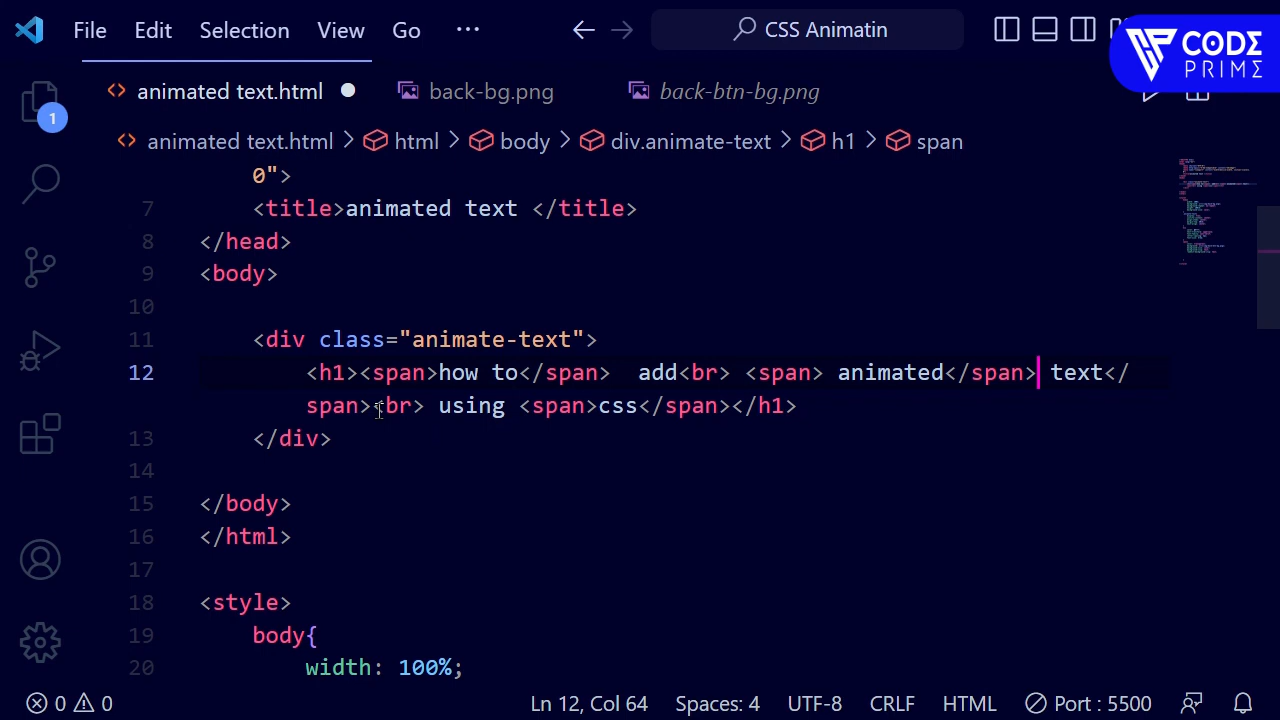 File Edit Selection View Go ... CSS Animatin
CODE
PRIME
animated text.html back-bg.png back-btn-bg.png
1
animated text.html > html > body > div.animate-text > h1 > span
0">
7 <title>animated text </title>
8 </head>
9 <body>
10
11 <div class="animate-text">
12 <h1><span>how to</span>  add<br> <span> animated</span> text</
span><br> using <span>css</span></h1>
13 </div>
14
15 </body>
16 </html>
17
18 <style>
19 body{
20 width: 100%;
0 0 Ln 12, Col 64 Spaces: 4 UTF-8 CRLF HTML Port : 5500